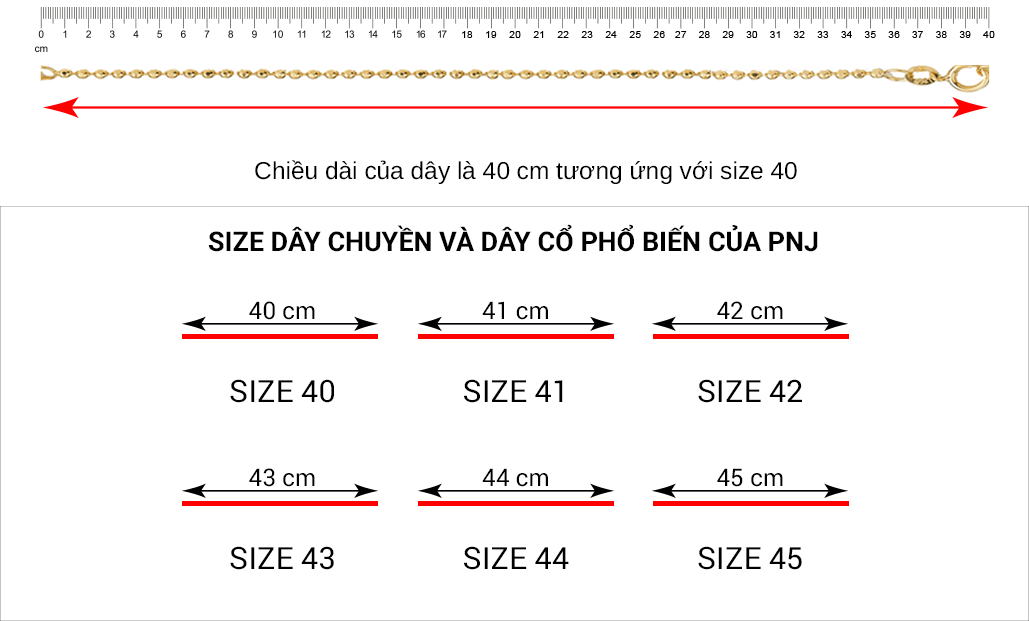 0 1 2 3 4 5 6 7 8 9 10 11 12 13 14 15 16 17 18 19 20 21 22 23 24 25 26 27 28 29 30 31 32 33 34 35 36 37 38 39 40
cm
Chiều dài của dây là 40 cm tương ứng với size 40
SIZE DÂY CHUYỀN VÀ DÂY CỔ PHỔ BIẾN CỦA PNJ
40 cm 41 cm 42 cm
SIZE 40 SIZE 41 SIZE 42
43 cm 44 cm 45 cm
SIZE 43 SIZE 44 SIZE 45